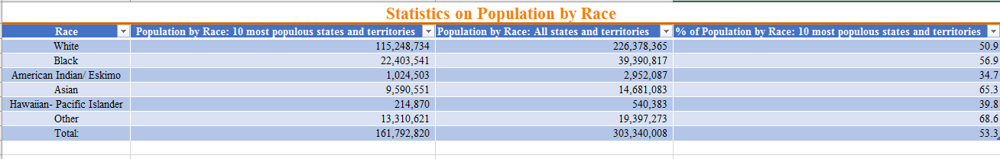 Statistics on Population by Race
Race Population by Race: 10 most populous states and territories Population by Race: All states and territories % of Population by Race: 10 most populous states and territories
White 115,248,734 226,378,365 50.9
Black 22,403,541 39,390,817 56.9
American Indian/ Eskimo 1,024,503 2,952,087 34.7
Asian 9,590,551 14,681,083 65.3
Hawaiian- Pacific Islander 214,870 540,383 39.8
Other 13,310,621 19,397,273 68.6
Total: 161,792,820 303,340,008 53.3